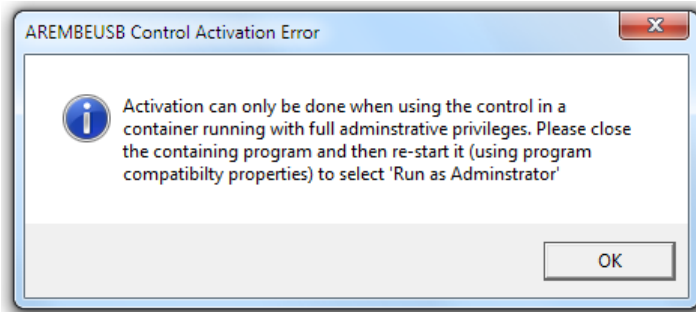 AREMBEUSB Control Activation Error
Activation can only be done when using the control in a
container running with full adminstrative privileges. Please close
the containing program and then re-start it (using program
compatibilty properties) to select 'Run as Adminstrator'
OK